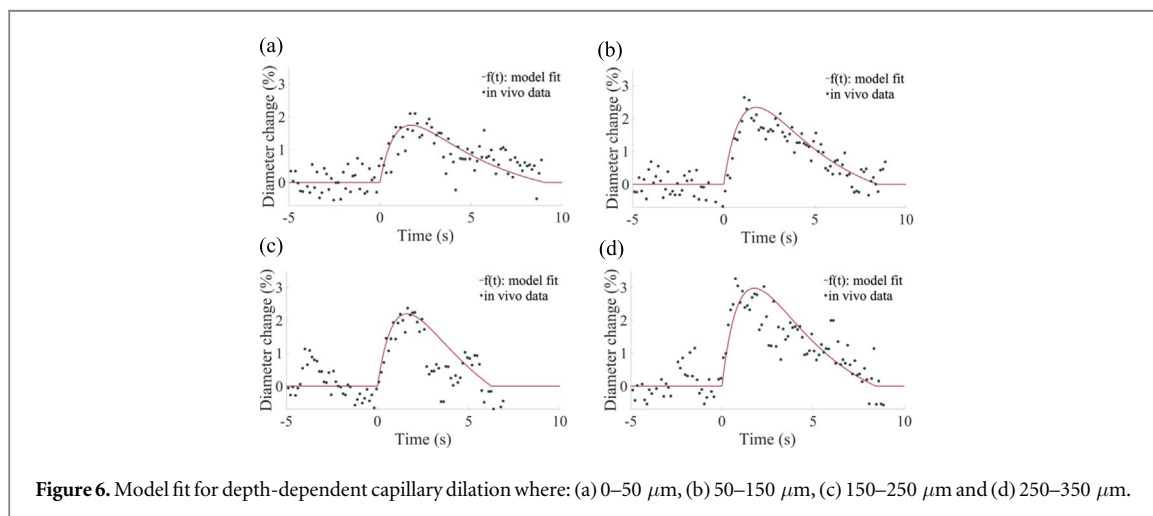 (a)
Diameter change (%)
3
2
1
0
-5
0
5
10
Time (s)
f(t): model fit
in vivo data
(b)
Diameter change (%)
3
2
1
0
-5
0
5
10
Time (s)
f(t): model fit
in vivo data
(c)
Diameter change (%)
3
2
1
0
-5
0
5
10
Time (s)
f(t): model fit
in vivo data
(d)
Diameter change (%)
3
2
1
0
-5
0
5
10
Time (s)
f(t): model fit
in vivo data
Figure 6. Model fit for depth-dependent capillary dilation where: (a) 0–50 μm, (b) 50–150 μm, (c) 150–250 μm and (d) 250–350 μm.